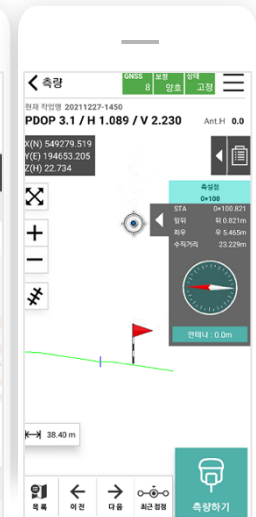 측량
GNSS 보정 상태
8 양호 고정
현재 작업명 20211227-1450
PDOP 3.1 / H 1.089 / V 2.230
Ant.H 0.0
X(N) 549279.519
Y(E) 194653.205
Z(H) 22.734
측설점
0+100
STA 0+100.821
앞뒤 뒤 0.821m
좌우 우 5.465m
수직거리 23.229m
안테나 : 0.0m
38.40 m
목록
이전
다음
최근 점점
측량하기